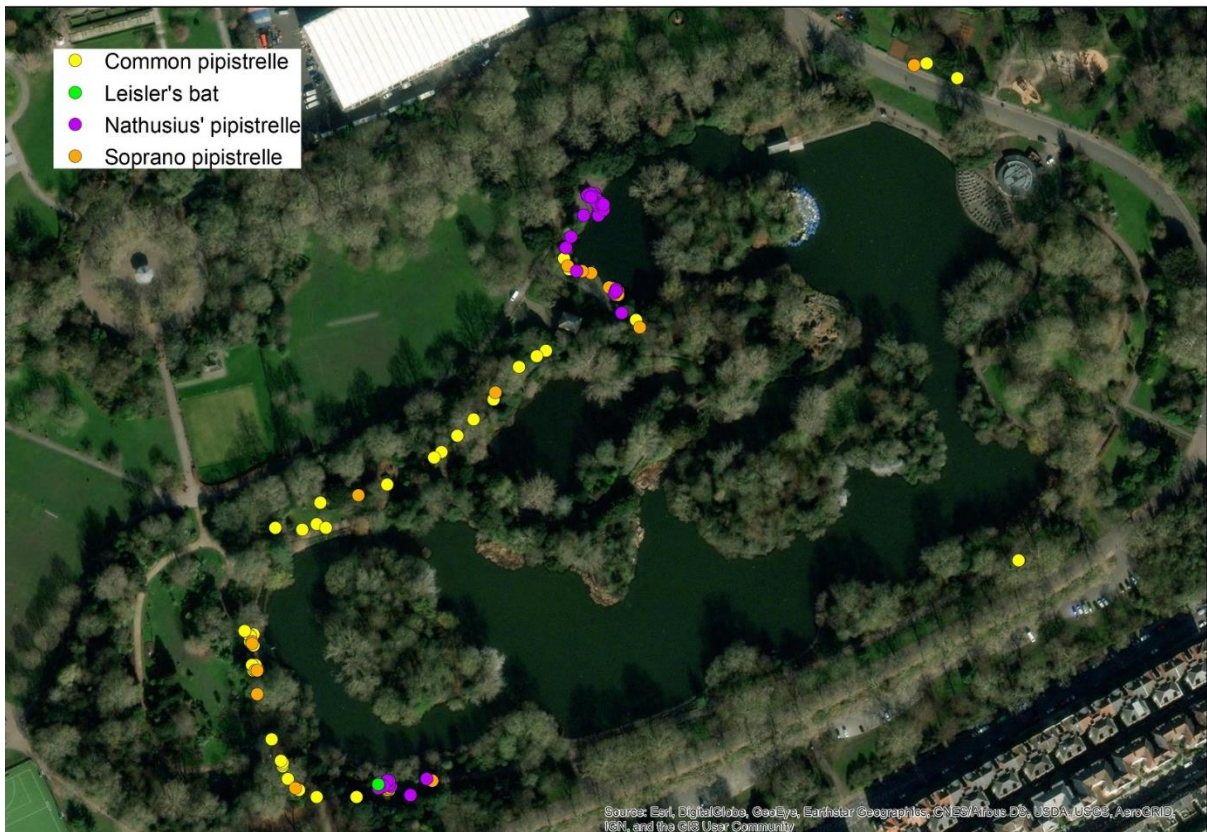 Common pipistrelle
Leisler's bat
Nathusius' pipistrelle
Soprano pipistrelle
Source: Esri, DigitalGlobe, GeoEye, Earthstar Geographics, CNES/Airbus DS, USDA, USGS, AeroGRID,
IGN, and the GIS User Community